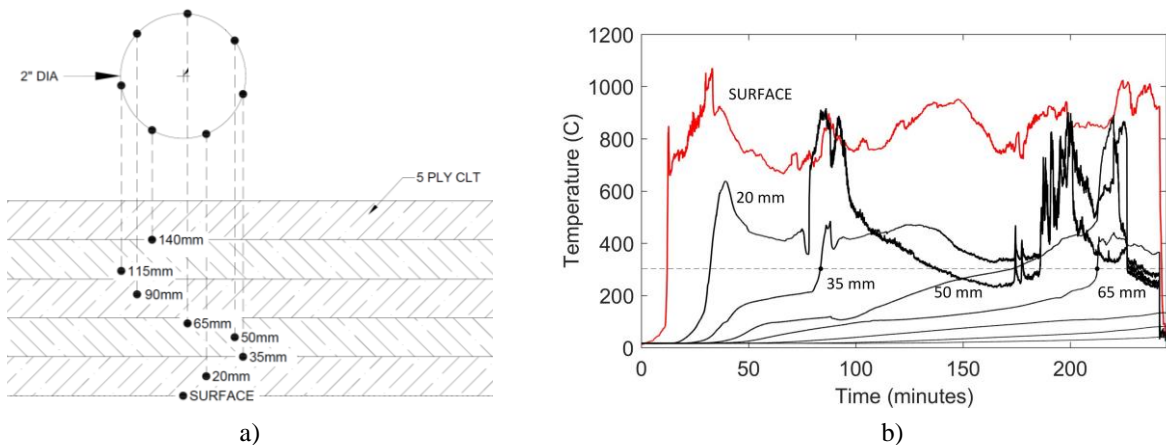 2" DIA
5 PLY CLT
140mm
115mm
90mm
65mm
50mm
35mm
20mm
SURFACE
a)
1200
1000
800
600
400
200
0
Temperature (C)
SURFACE
20 mm
35 mm
50 mm
65 mm
0
50
100
150
200
Time (minutes)
b)